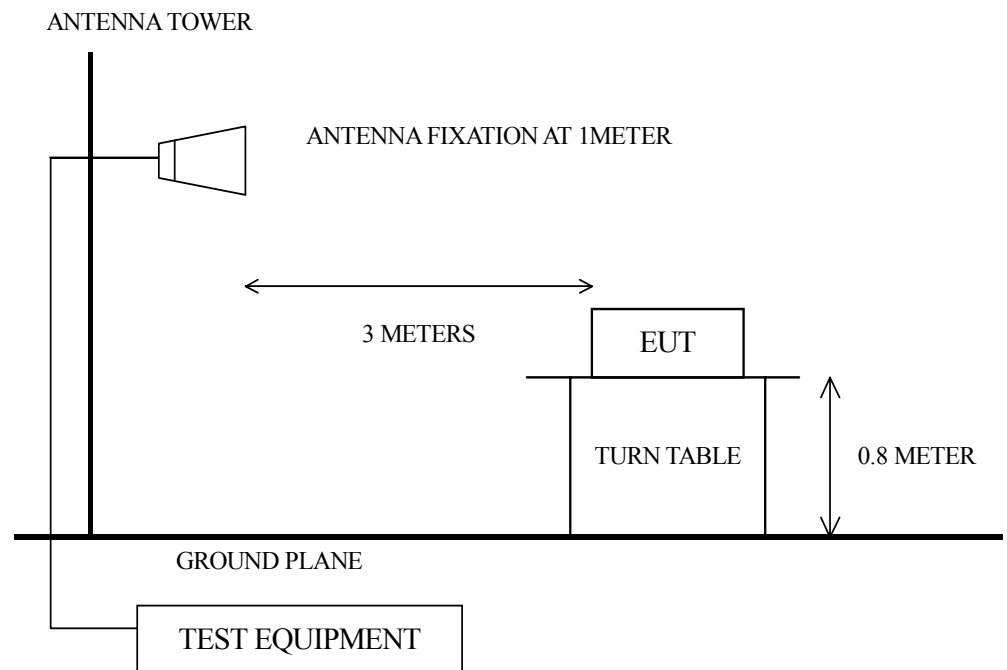 ANTENNA TOWER
ANTENNA FIXATION AT 1METER
3 METERS
EUT
TURN TABLE
0.8 METER
GROUND PLANE
TEST EQUIPMENT